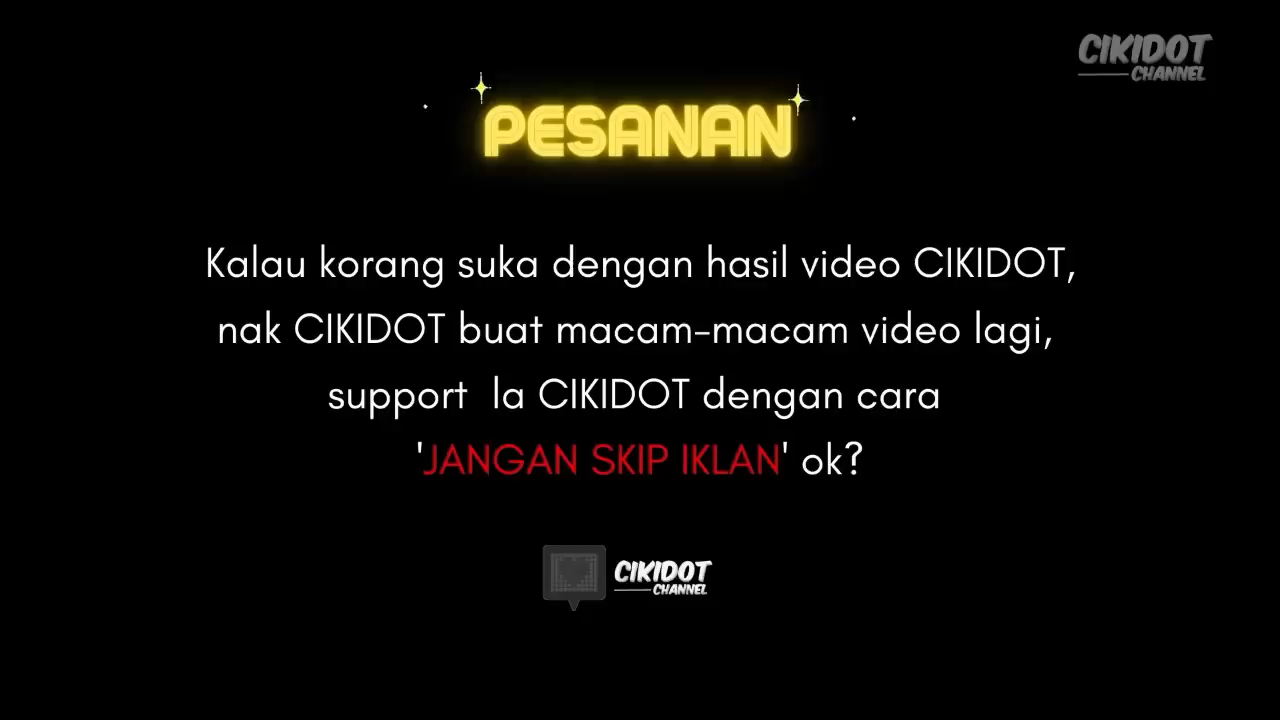 CIKIDOT
CHANNEL
PESANAN
Kalau korang suka dengan hasil video CIKIDOT,
nak CIKIDOT buat macam-macam video lagi,
support la CIKIDOT dengan cara
'JANGAN SKIP IKLAN' ok?
CIKIDOT
CHANNEL